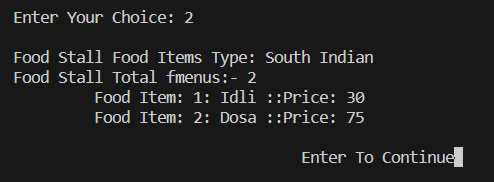 Enter Your Choice: 2
Food Stall Food Items Type: South Indian
Food Stall Total fmenus:- 2
Food Item: 1: Idli ::Price: 30
Food Item: 2: Dosa ::Price: 75
Enter To Continue